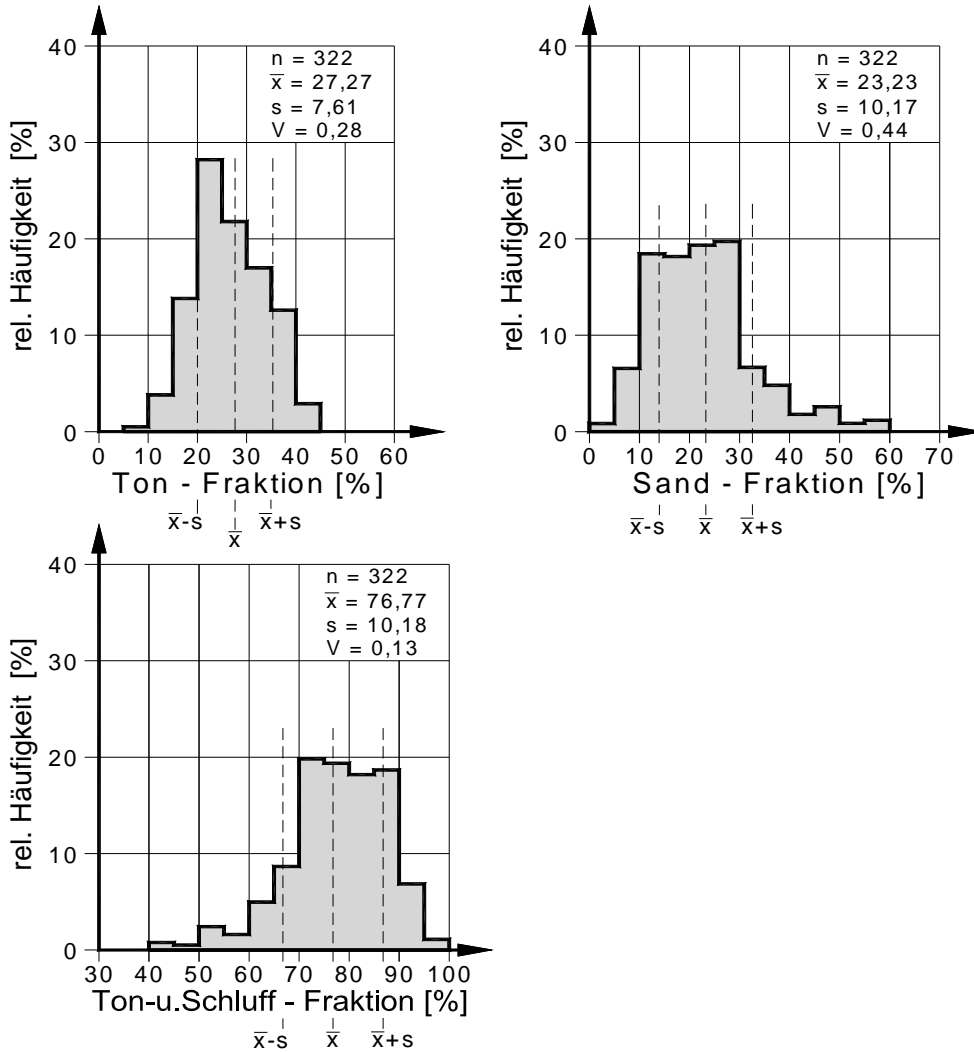 40
30
20
10
0
rel. Häufigkeit [%]
n = 322
x̅ = 27,27
s = 7,61
V = 0,28
0 10 20 30 40 50 60
Ton - Fraktion [%]
x̅-s x̅ x̅+s
40
30
20
10
0
rel. Häufigkeit [%]
n = 322
x̅ = 23,23
s = 10,17
V = 0,44
0 10 20 30 40 50 60 70
Sand - Fraktion [%]
x̅-s x̅ x̅+s
40
30
20
10
0
rel. Häufigkeit [%]
n = 322
x̅ = 76,77
s = 10,18
V = 0,13
30 40 50 60 70 80 90 100
Ton-u.Schluff - Fraktion [%]
x̅-s x̅ x̅+s